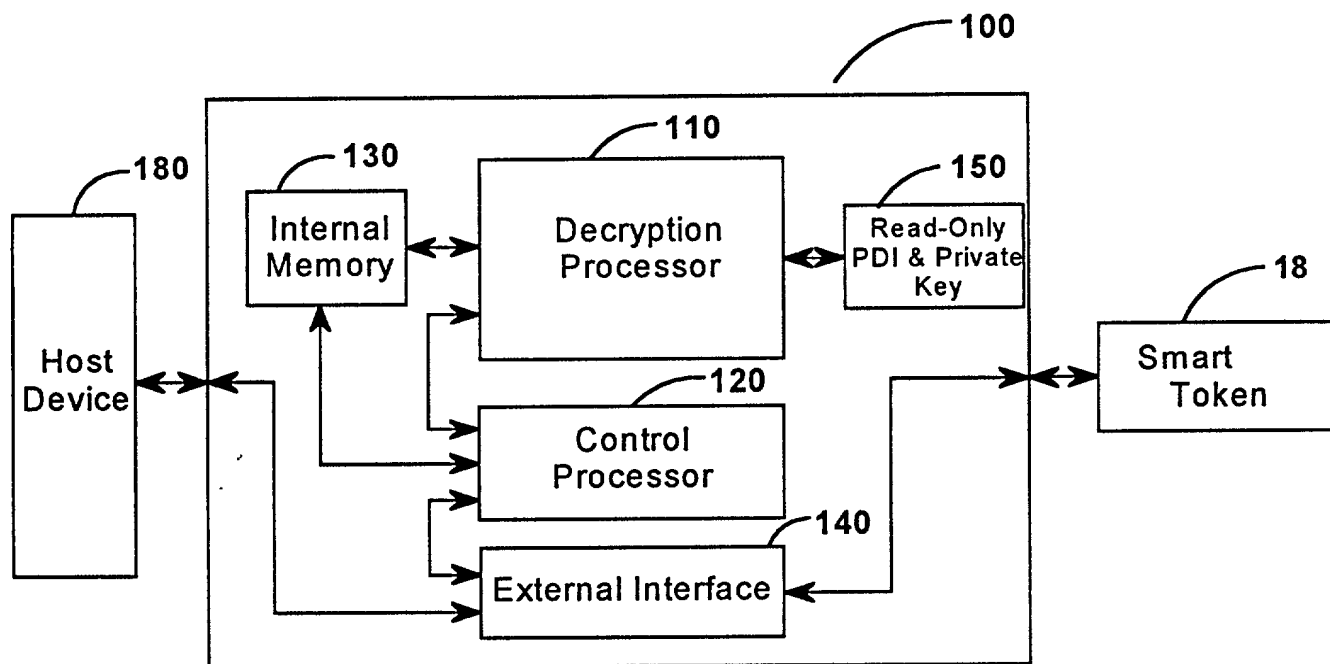 100
110
130
150
180
Internal
Memory
Decryption
Processor
Read-Only
PDI & Private
Key
18
Host
Device
Smart
Token
120
Control
Processor
140
External Interface